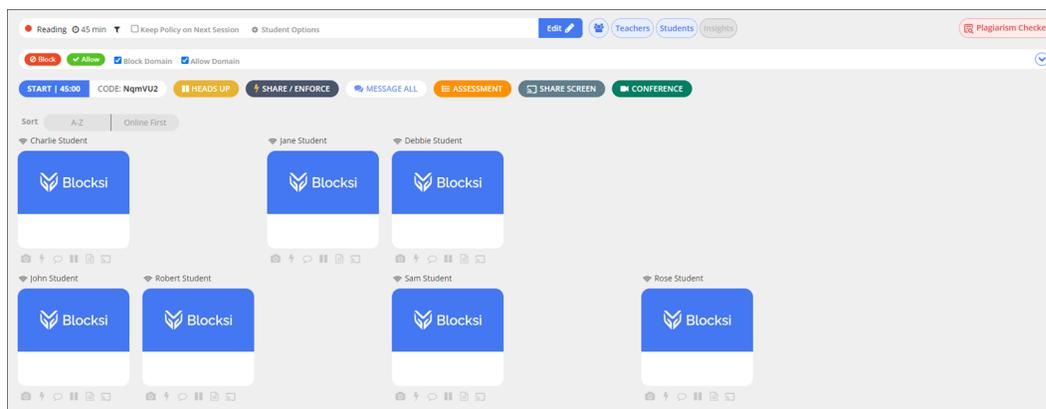 Reading 45 min Keep Policy on Next Session Student Options Edit Teachers Students Insights Plagiarism Checke
Block Allow Block Domain Allow Domain
START | 45:00 CODE: NqmVU2 HEADS UP SHARE / ENFORCE MESSAGE ALL ASSESSMENT SHARE SCREEN CONFERENCE
Sort A-Z Online First
Charlie Student Jane Student Debbie Student
Blocksi Blocksi Blocksi
John Student Robert Student Sam Student Rose Student
Blocksi Blocksi Blocksi Blocksi